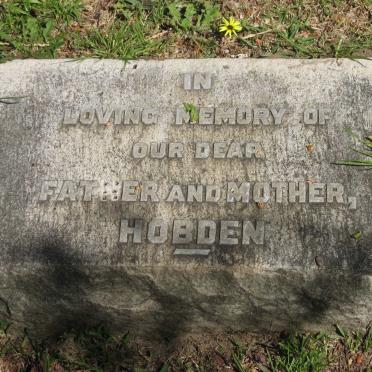 IN
LOVING MEMORY OF
OUR DEAR
FATHER AND MOTHER,
HOBDEN